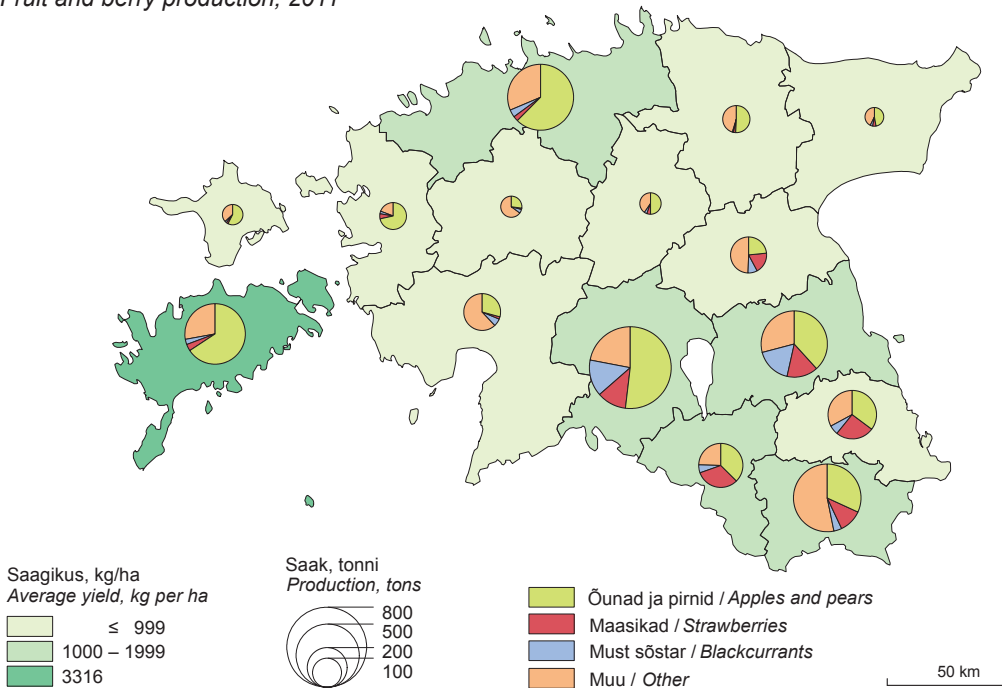 Fruit and berry production, 2011
Saagikus, kg/ha
Average yield, kg per ha
≤ 999
1000 – 1999
3316
Saak, tonni
Production, tons
800
500
200
100
Õunad ja pirnid / Apples and pears
Maasikad / Strawberries
Must sõstar / Blackcurrants
Muu / Other
50 km